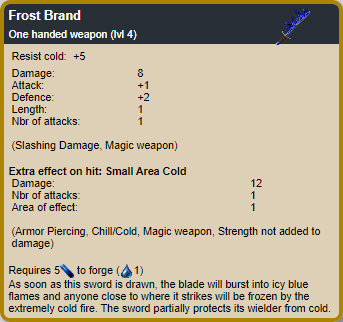 Frost Brand
One handed weapon (lvl 4)
Resist cold: +5
Damage: 8
Attack: +1
Defence: +2
Length: 1
Nbr of attacks: 1
(Slashing Damage, Magic weapon)
Extra effect on hit: Small Area Cold
Damage: 12
Nbr of attacks: 1
Area of effect: 1
(Armor Piercing, Chill/Cold, Magic weapon, Strength not added to
damage)
Requires 5 to forge ( 1)
As soon as this sword is drawn, the blade will burst into icy blue
flames and anyone close to where it strikes will be frozen by the
extremely cold fire. The sword partially protects its wielder from cold.